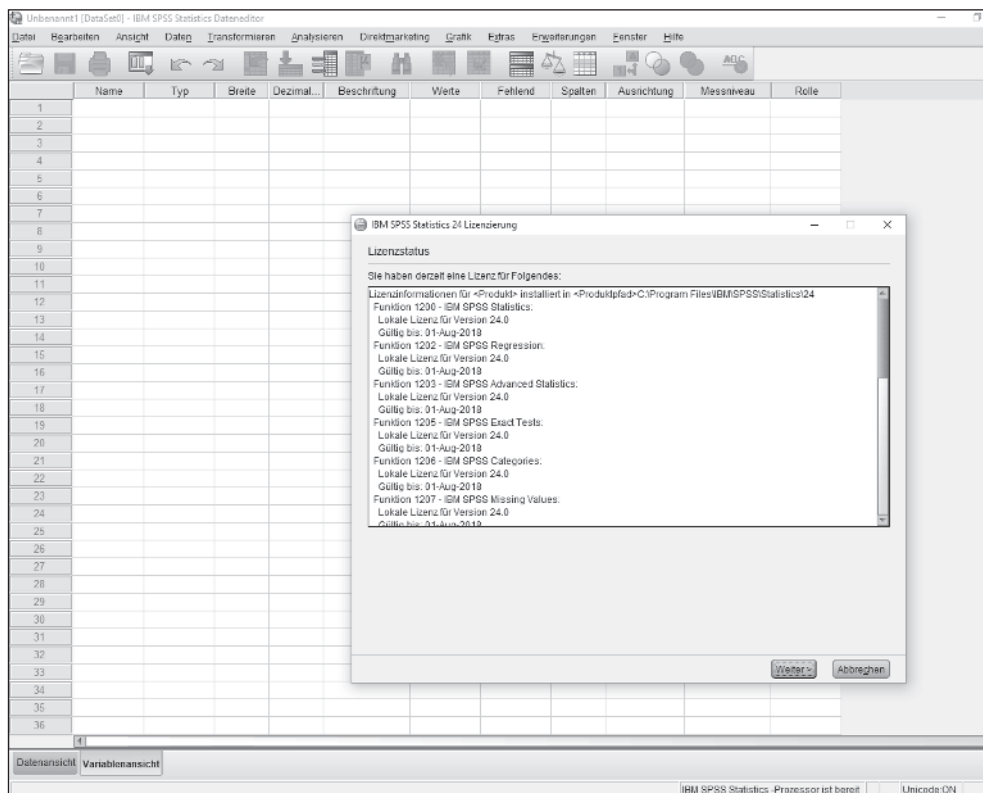 Unbenannt1 [DataSet0] - IBM SPSS Statistics Dateneditor
Datei Bearbeiten Ansicht Daten Transformieren Analysieren Direktmarketing Grafik Extras Erweiterungen Fenster Hilfe
Name Typ Breite Dezimal... Beschriftung Werte Fehlend Spalten Ausrichtung Messniveau Rolle
1
2
3
4
5
6
7
8
9
10
11
12
13
14
15
16
17
18
19
20
21
22
23
24
25
26
27
28
29
30
31
32
33
34
35
36
IBM SPSS Statistics 24 Lizenzierung
Lizenzstatus
Sie haben derzeit eine Lizenz für Folgendes:
Lizenzinformationen für <Produkt> installiert in <Produktpfad>C:\Program Files\IBM\SPSS\Statistics\24
Funktion 1200 - IBM SPSS Statistics:
Lokale Lizenz für Version 24.0
Gültig bis: 01-Aug-2018
Funktion 1202 - IBM SPSS Regression:
Lokale Lizenz für Version 24.0
Gültig bis: 01-Aug-2018
Funktion 1203 - IBM SPSS Advanced Statistics:
Lokale Lizenz für Version 24.0
Gültig bis: 01-Aug-2018
Funktion 1205 - IBM SPSS Exact Tests:
Lokale Lizenz für Version 24.0
Gültig bis: 01-Aug-2018
Funktion 1206 - IBM SPSS Categories:
Lokale Lizenz für Version 24.0
Gültig bis: 01-Aug-2018
Funktion 1207 - IBM SPSS Missing Values:
Lokale Lizenz für Version 24.0
Gültig bis: 01-Aug-2018
Weiter > Abbrechen
Datenansicht Variablenansicht
IBM SPSS Statistics -Prozessor ist bereit Unicode:ON